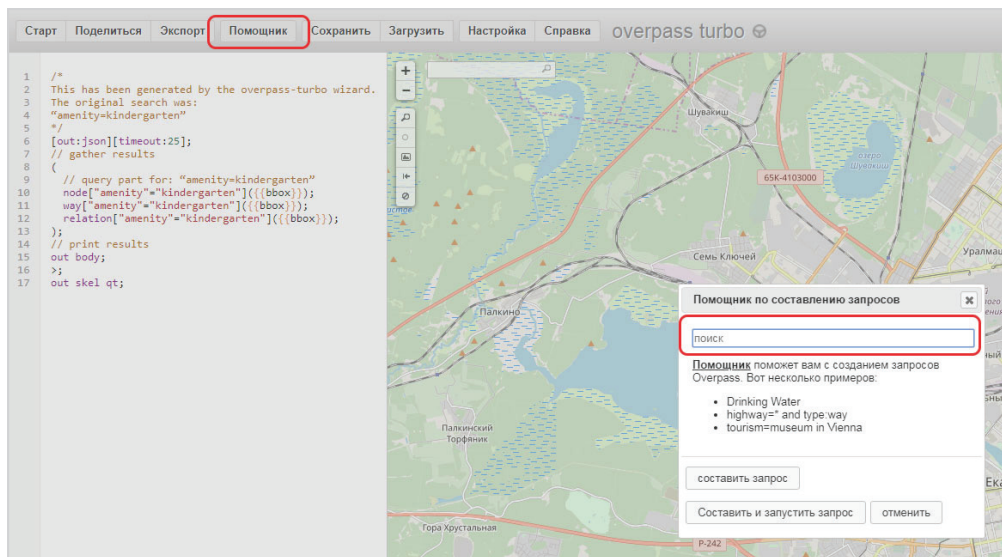 Старт Поделиться Экспорт Помощник Сохранить Загрузить Настройка Справка overpass turbo
1 /*
2 This has been generated by the overpass-turbo wizard.
3 The original search was:
4 “amenity=kindergarten”
5 */
6 [out:json][timeout:25];
7 // gather results
8 (
9 // query part for: “amenity=kindergarten”
10 node["amenity"="kindergarten"]({{bbox}});
11 way["amenity"="kindergarten"]({{bbox}});
12 relation["amenity"="kindergarten"]({{bbox}});
13 );
14 // print results
15 out body;
16 >;
17 out skel qt;
+
−
Шувакиш
озеро
Шувакиш
65К-4103000
Семь Ключей
Уралмаш
Палкино
Палкинский
Торфяник
Гора Хрустальная
Р-242
Ека
Помощник по составлению запросов
поиск
Помощник поможет вам с созданием запросов
Overpass. Вот несколько примеров:
• Drinking Water
• highway=* and type:way
• tourism=museum in Vienna
составить запрос
Составить и запустить запрос отменить